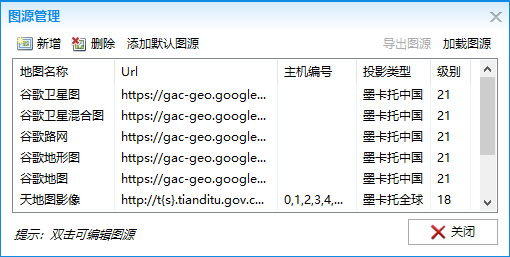 图源管理
新增 删除 添加默认图源 导出图源 加载图源
地图名称 Url 主机编号 投影类型 级别
谷歌卫星图 https://gac-geo.google... 墨卡托中国 21
谷歌卫星混合图 https://gac-geo.google... 墨卡托中国 21
谷歌路网 https://gac-geo.google... 墨卡托中国 21
谷歌地形图 https://gac-geo.google... 墨卡托中国 21
谷歌地图 https://gac-geo.google... 墨卡托中国 21
天地图影像 http://t{s}.tianditu.gov.c... 0,1,2,3,4,... 墨卡托全球 18
提示：双击可编辑图源
关闭